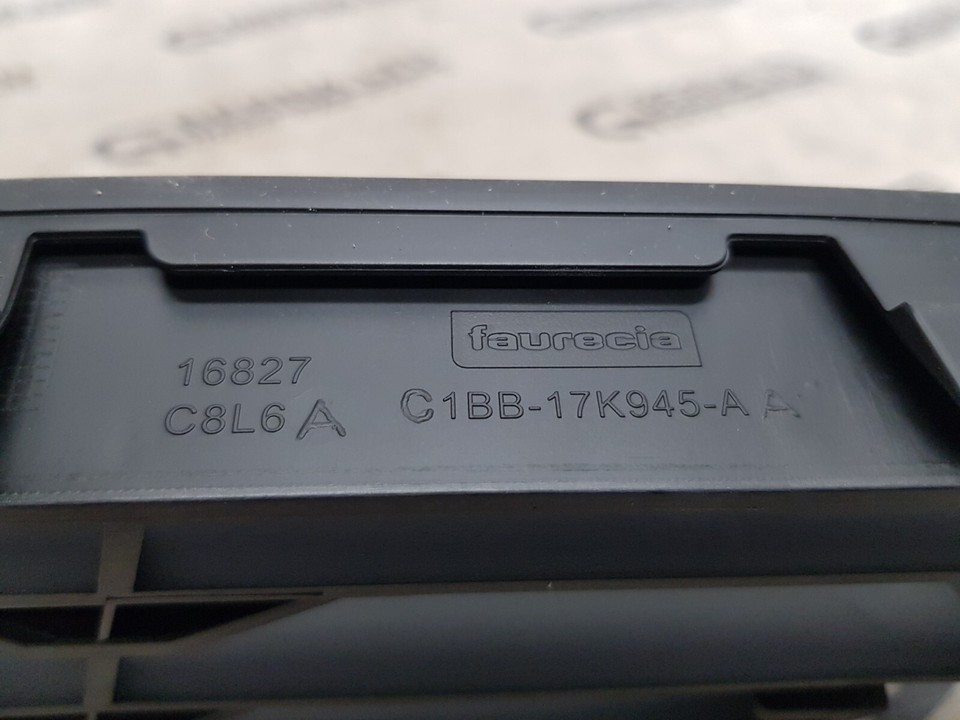 faurecia
16827
C8L6 A
C1BB-17K945-A A